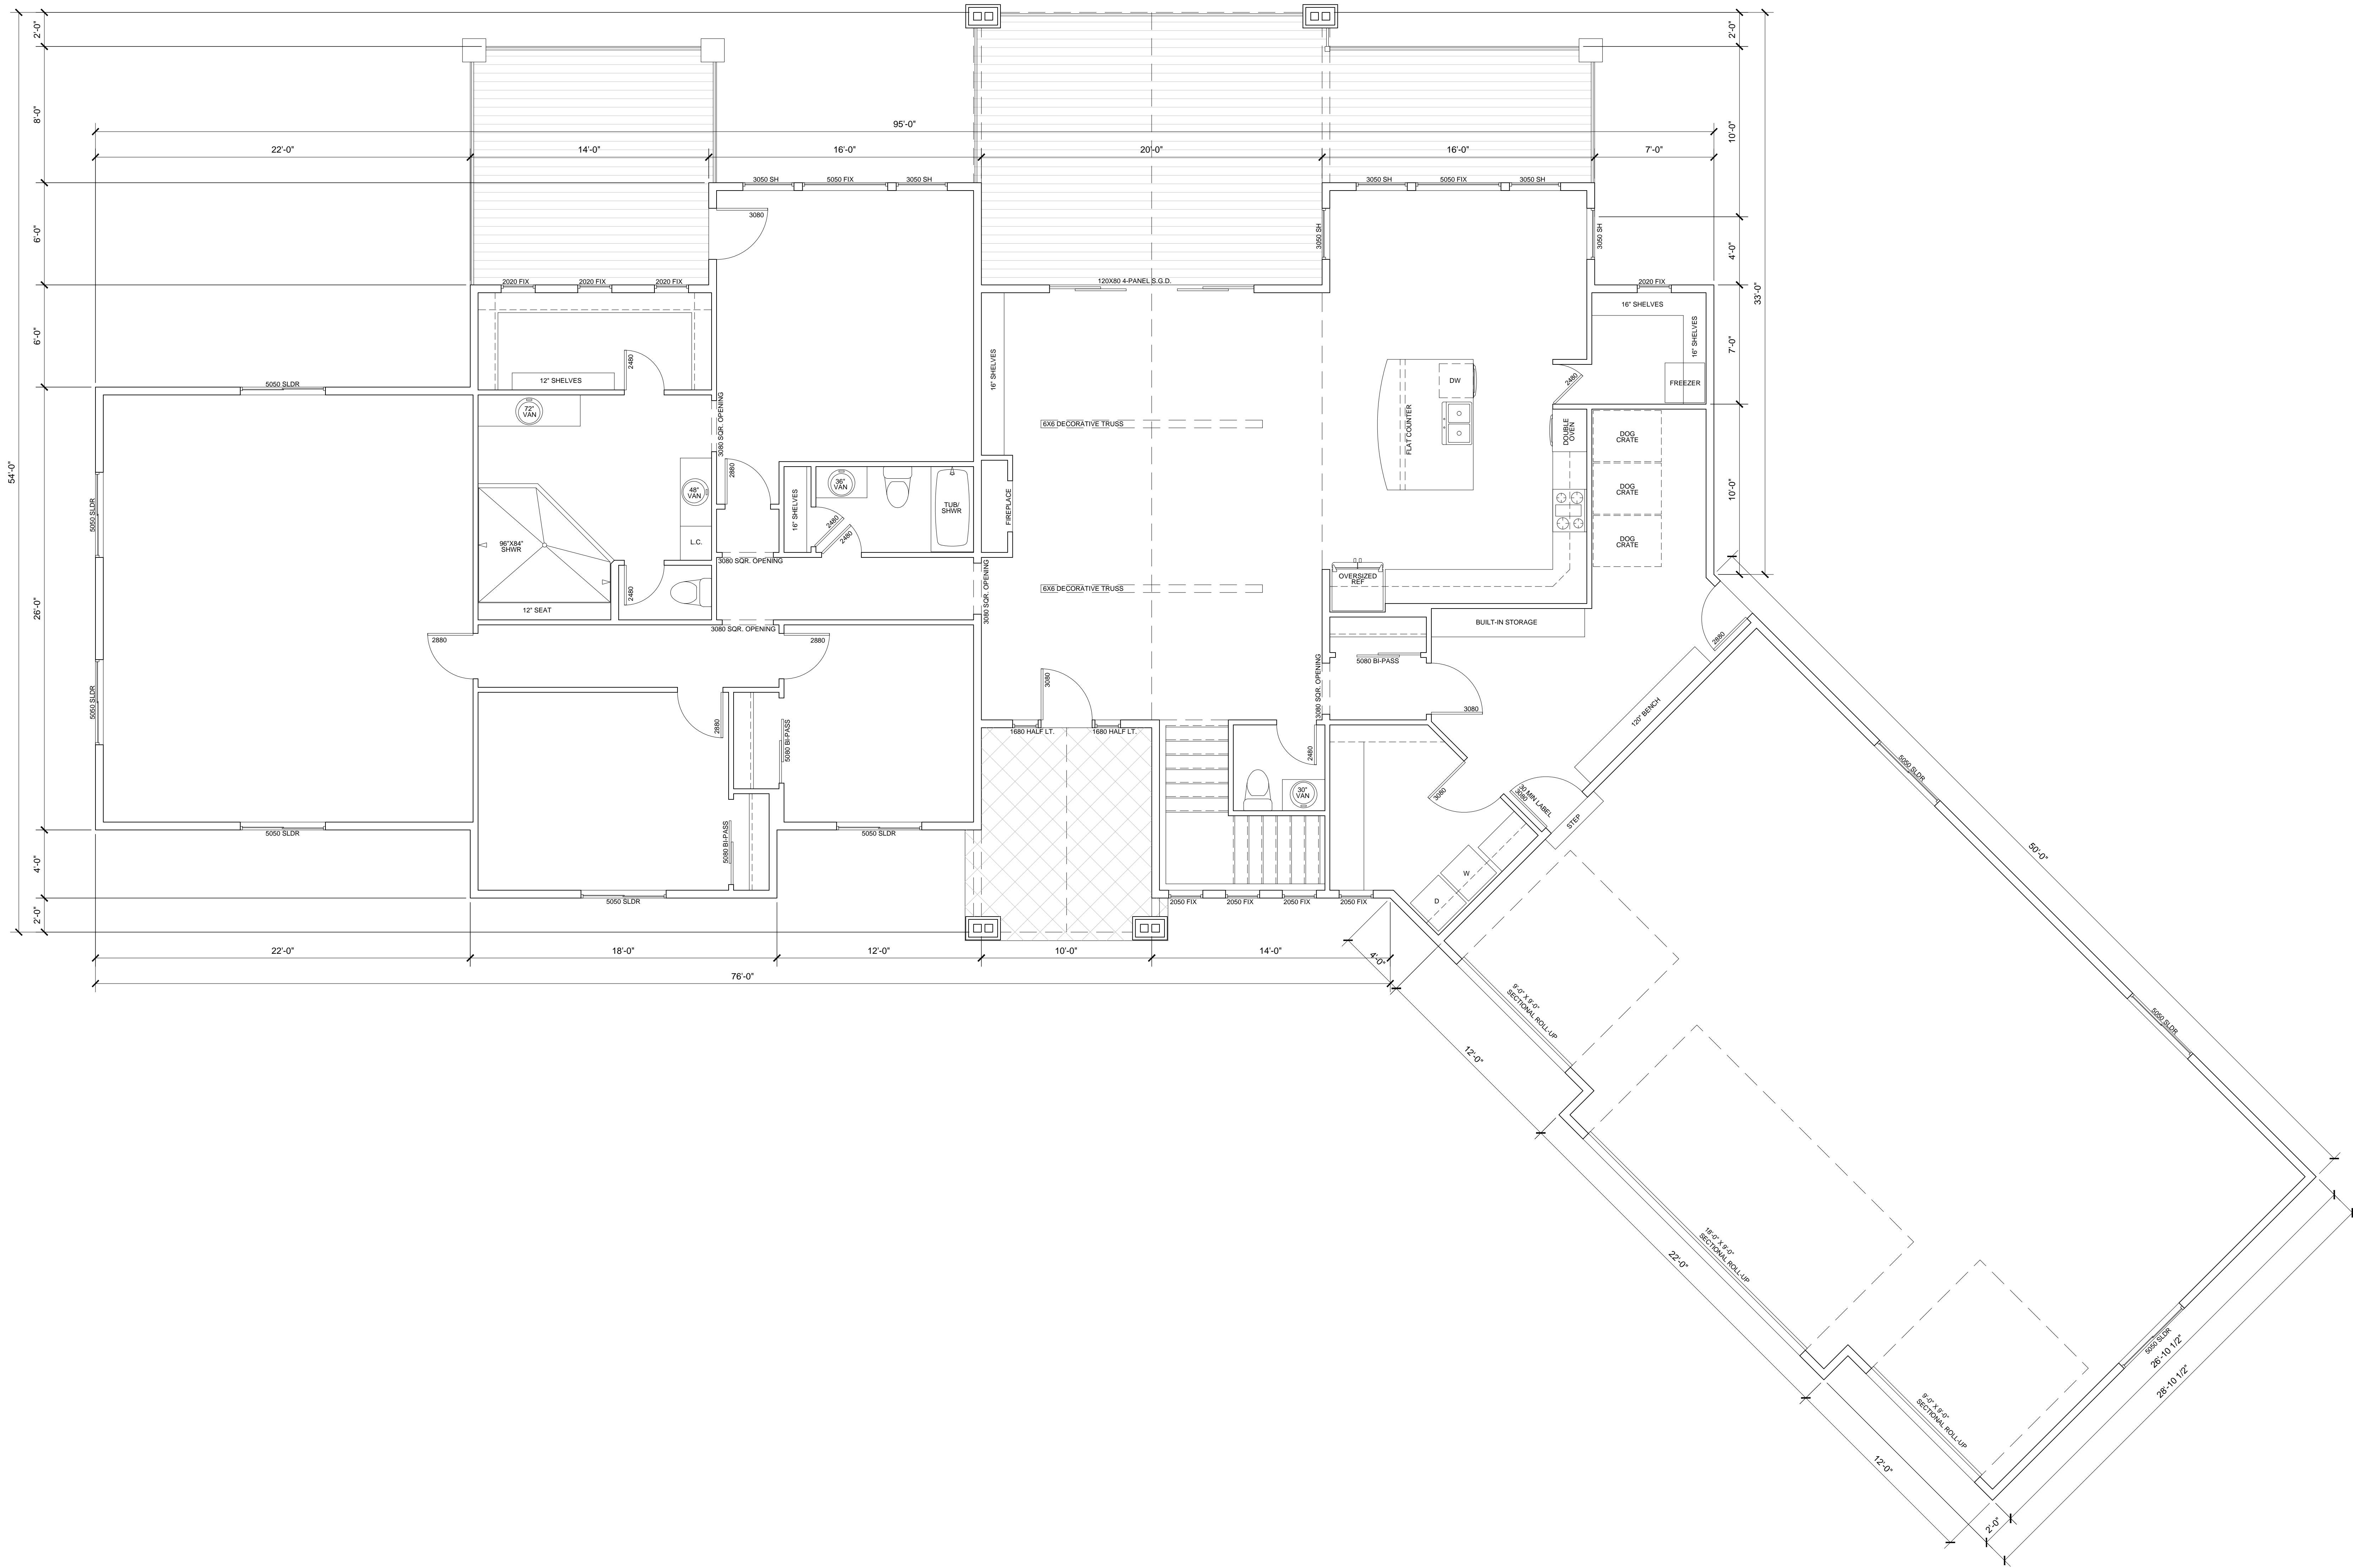 2'-0"
2'-0"
8'-0"
10'-0"
95'-0"
22'-0"
14'-0"
16'-0"
20'-0"
16'-0"
7'-0"
3050 SH
5050 FIX
3050 SH
3050 SH
5050 FIX
3050 SH
3080
6'-0"
3050 SH
3050 SH
4'-0"
33'-0"
2020 FIX
2020 FIX
2020 FIX
120X80 4-PANEL S.G.D.
2020 FIX
16" SHELVES
16" SHELVES
6'-0"
7'-0"
2480
12" SHELVES
16" SHELVES
DW
2480
FREEZER
5050 SLDR
72"
VAN
3080 SQR. OPENING
6X6 DECORATIVE TRUSS
FLAT COUNTER
DOUBLE
OVEN
DOG
CRATE
54'-0"
2880
48"
VAN
36"
VAN
16" SHELVES
TUB/
SHWR
FIREPLACE
DOG
CRATE
10'-0"
5050 SLDR
2480
2480
96"X84"
SHWR
L.C.
DOG
CRATE
3080 SQR. OPENING
3080 SQR. OPENING
OVERSIZED
REF
6X6 DECORATIVE TRUSS
2480
12" SEAT
26'-0"
3080 SQR. OPENING
BUILT-IN STORAGE
2880
2880
2880
5080 BI-PASS
3080 SQR. OPENING
3080
5050 SLDR
2880
5080 BI-PASS
3080
120" BENCH
1680 HALF LT.
1680 HALF LT.
2480
3080
5050 SLDR
30"
VAN
30 MIN LABEL
3080
STEP
50'-0"
5050 SLDR
5050 SLDR
5080 BI-PASS
4'-0"
W
D
5050 SLDR
2050 FIX
2050 FIX
2050 FIX
2050 FIX
2'-0"
22'-0"
18'-0"
12'-0"
10'-0"
14'-0"
4'-0"
76'-0"
9'-0" X 9'-0"
SECTIONAL ROLL-UP
5050 SLDR
12'-0"
18'-0" X 9'-0"
SECTIONAL ROLL-UP
22'-0"
5050 SLDR
26'-10 1/2"
28'-10 1/2"
9'-0" X 9'-0"
SECTIONAL ROLL-UP
12'-0"
2'-0"